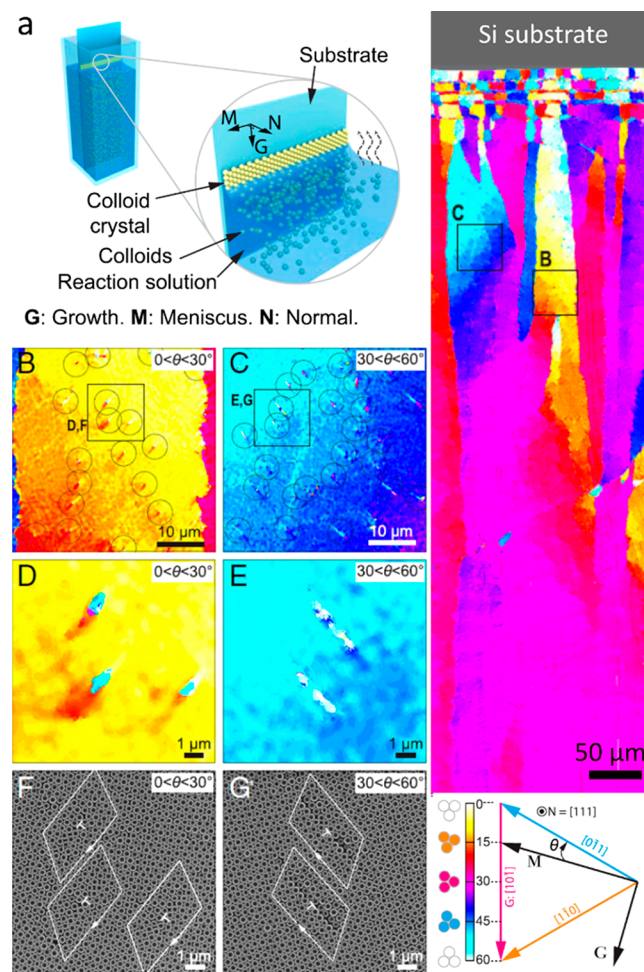 a
Substrate
M
N
G
Colloid
crystal
Colloids
Reaction solution
G: Growth. M: Meniscus. N: Normal.
Si substrate
C
B
50 µm
B
0<θ<30°
D,F
10 µm
C
30<θ<60°
E,G
10 µm
D
0<θ<30°
1 µm
E
30<θ<60°
1 µm
F
0<θ<30°
1 µm
G
30<θ<60°
1 µm
0
15
30
45
60
G: [101̄]
⊙N = [111]
[01̄1]
θ
M
[11̄0]
G